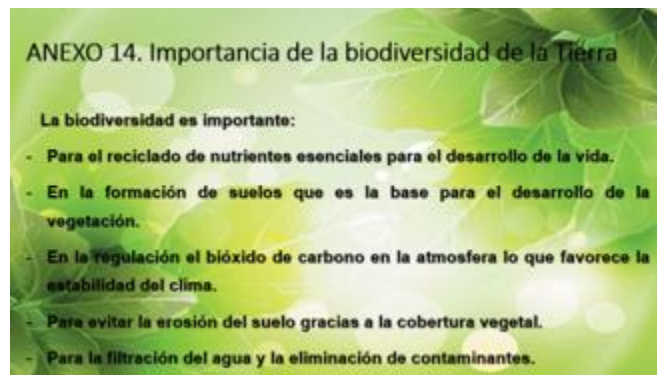 ANEXO 14. Importancia de la biodiversidad de la Tierra
La biodiversidad es importante:
- Para el reciclado de nutrientes esenciales para el desarrollo de la vida.
- En la formación de suelos que es la base para el desarrollo de la
vegetación.
- En la regulación el bióxido de carbono en la atmosfera lo que favorece la
estabilidad del clima.
- Para evitar la erosión del suelo gracias a la cobertura vegetal.
- Para la filtración del agua y la eliminación de contaminantes.